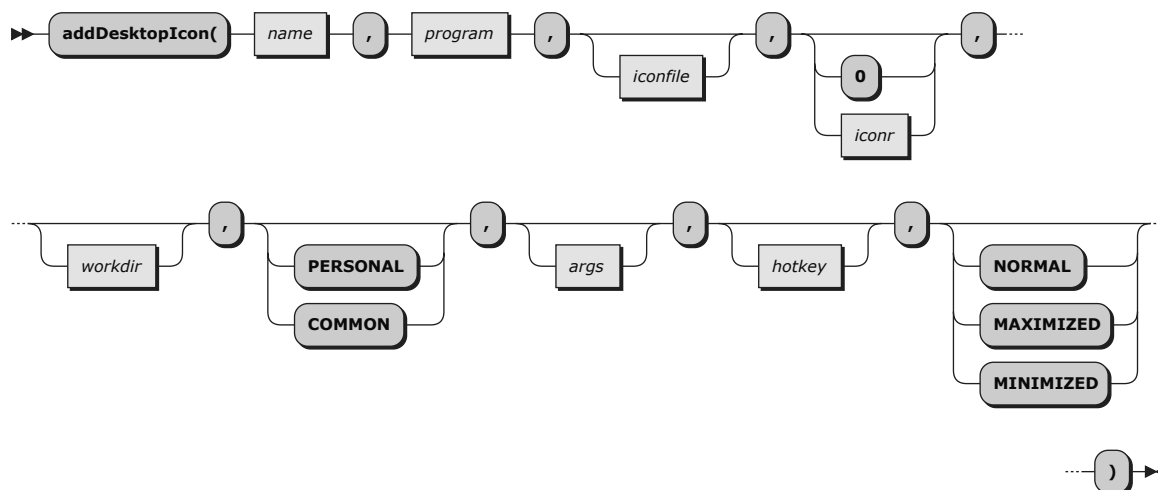 addDesktopIcon( name , program , , ,
iconfile 0
iconr
, , , ,
workdir PERSONAL args hotkey NORMAL
COMMON MAXIMIZED
MINIMIZED
)